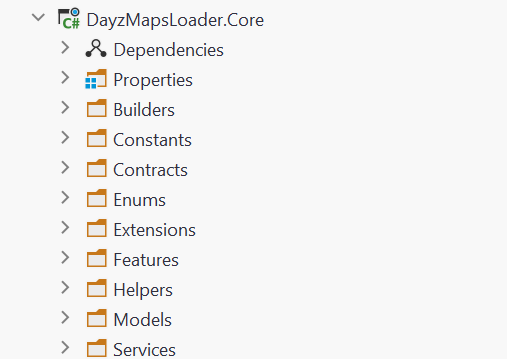 C# DayzMapsLoader.Core
Dependencies
Properties
Builders
Constants
Contracts
Enums
Extensions
Features
Helpers
Models
Services